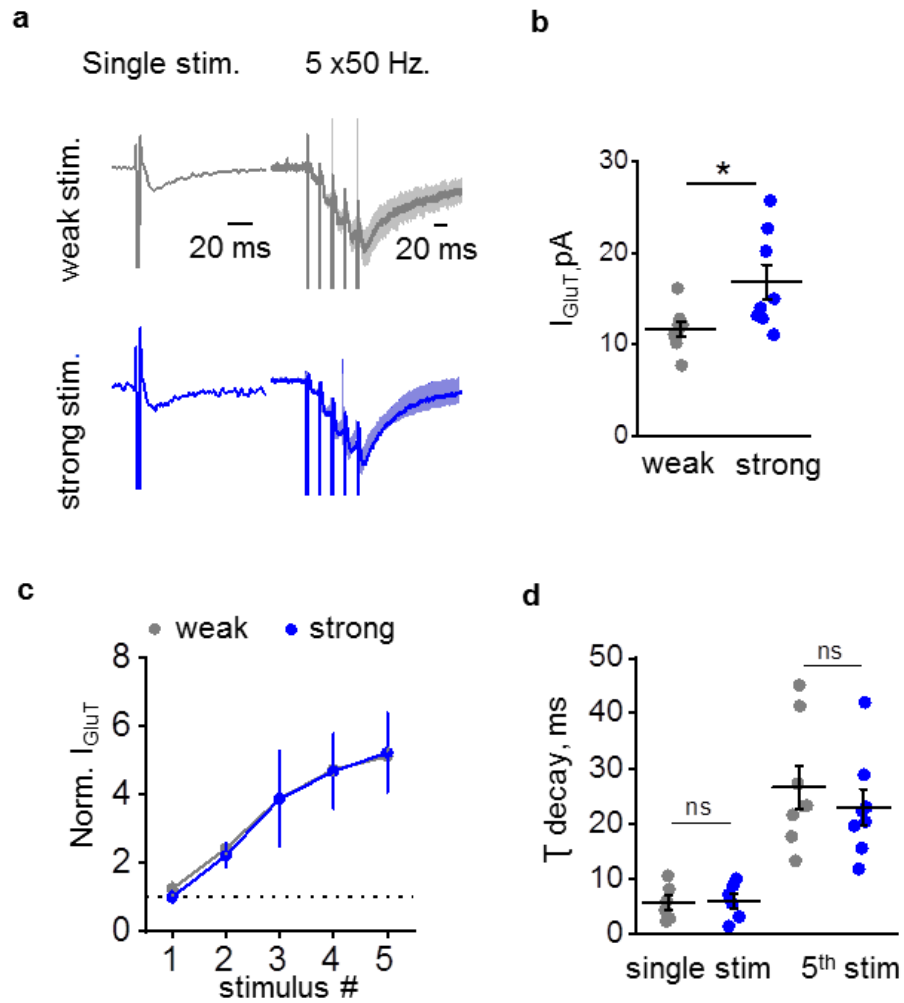 a
Single stim. 5 x50 Hz.
weak stim.
20 ms 20 ms
strong stim.
b
I_GluT, pA
30
20
10
0
*
weak strong
c
weak strong
Norm. I_GluT
8
6
4
2
0
1 2 3 4 5
stimulus #
d
τ decay, ms
50
40
30
20
10
0
ns
ns
single stim 5th stim